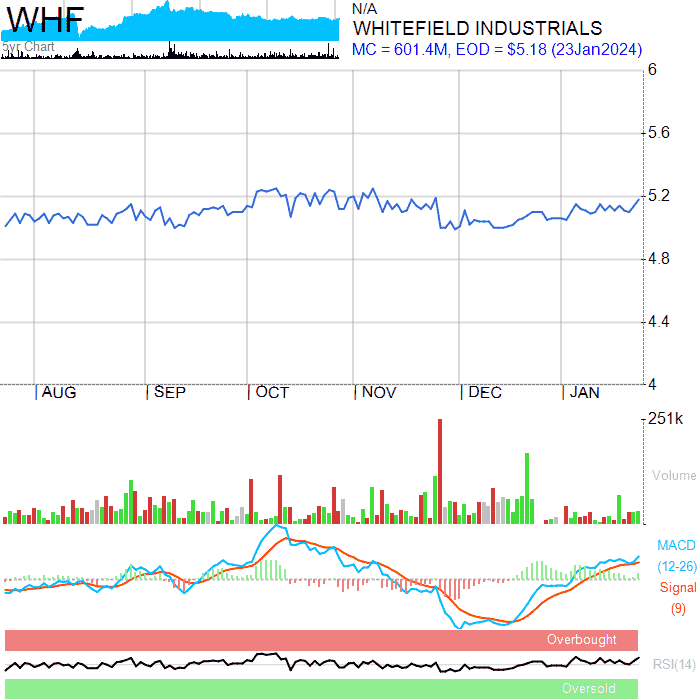 WHF
5yr Chart
N/A
WHITEFIELD INDUSTRIALS
MC = 601.4M, EOD = $5.18 (23Jan2024)
6
5.6
5.2
4.8
4.4
4
AUG SEP OCT NOV DEC JAN
251k
Volume
MACD
(12-26)
Signal
(9)
Overbought
RSI(14)
Oversold